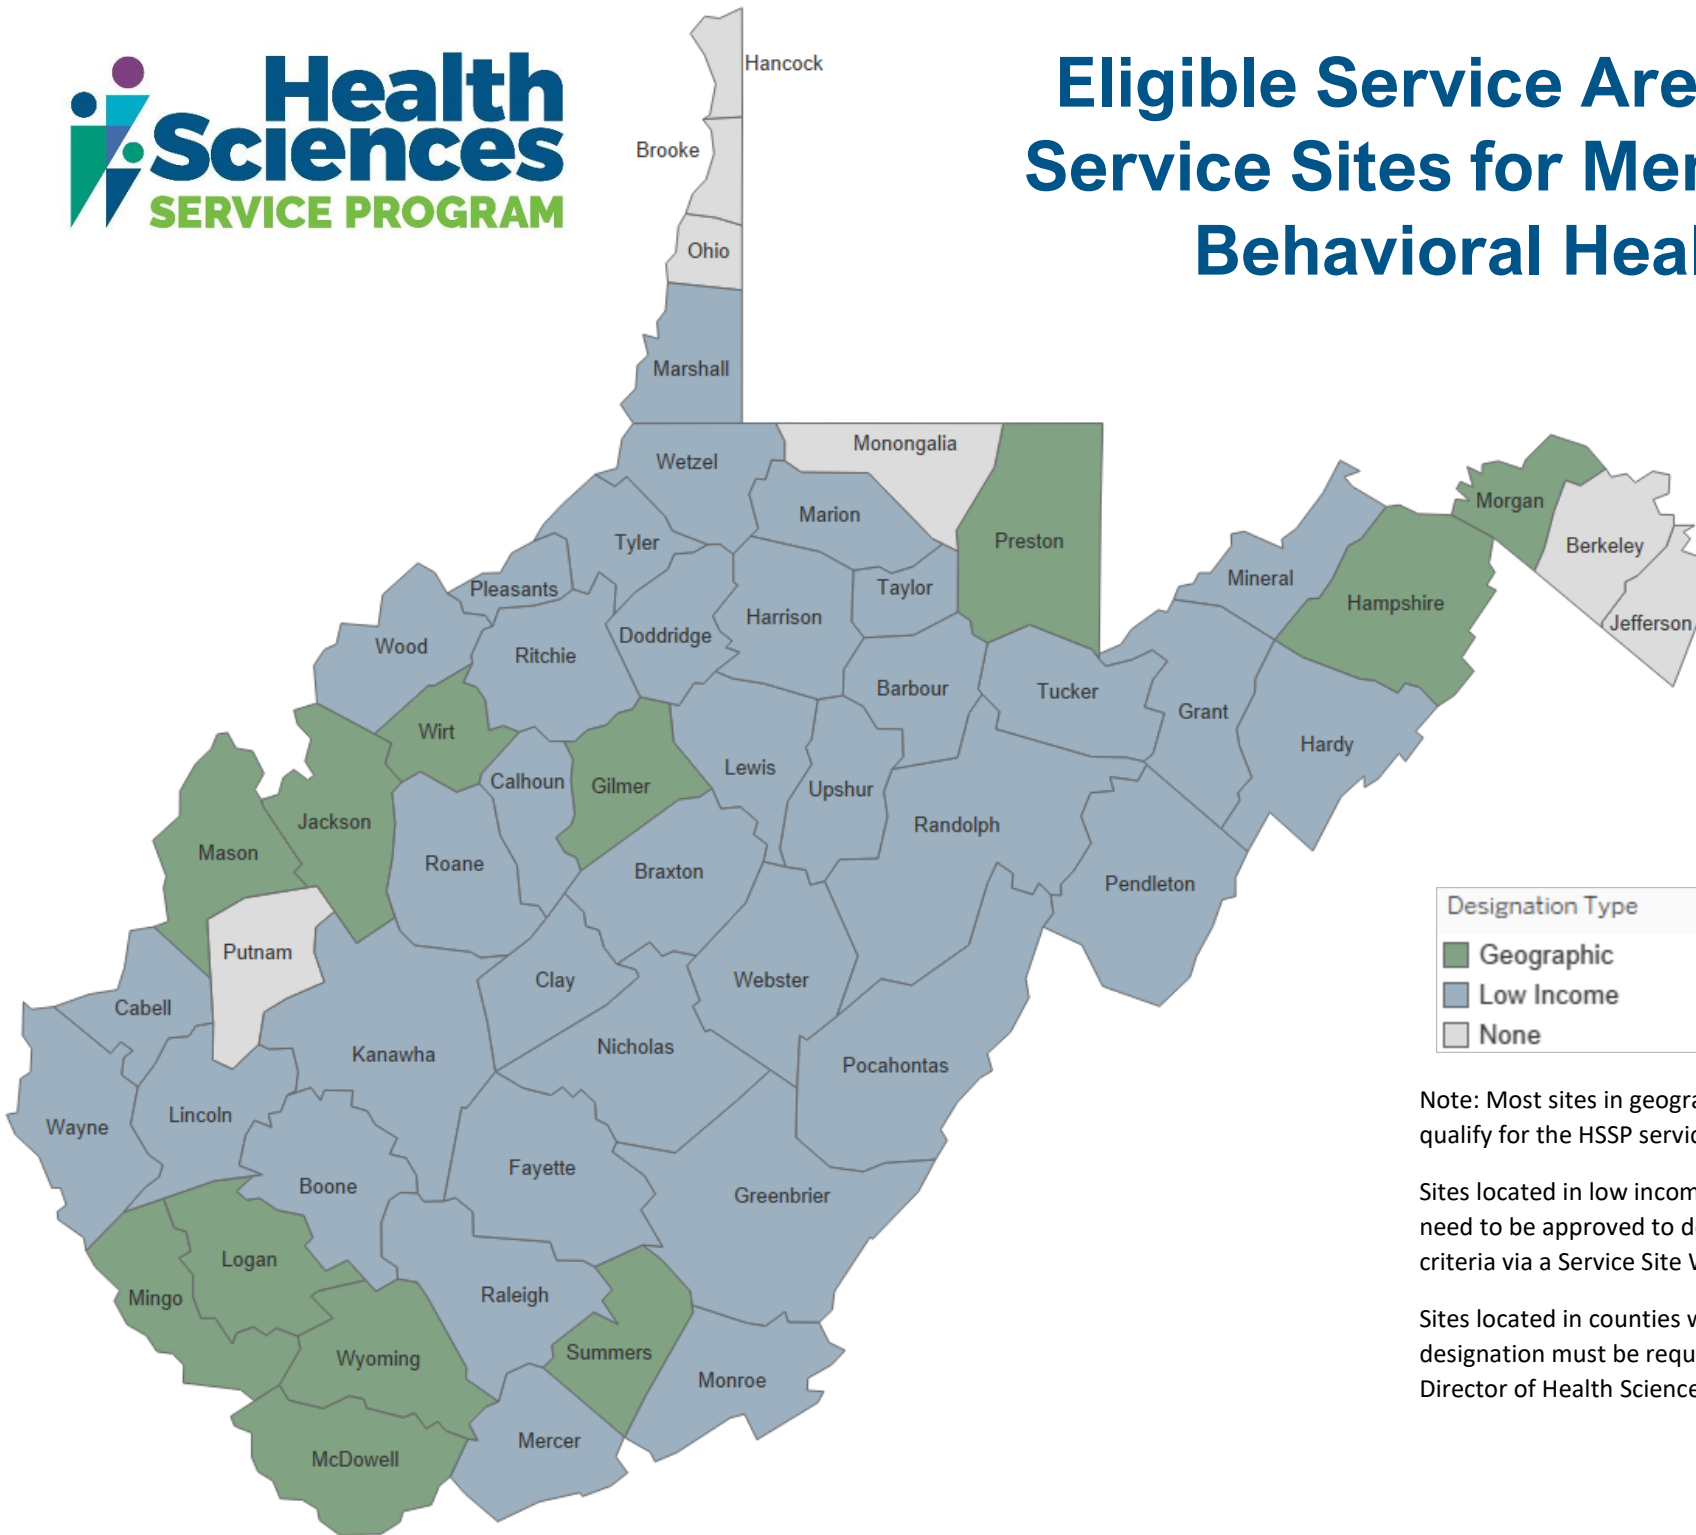 Health
Sciences
SERVICE PROGRAM
Eligible Service Are
Service Sites for Me
Behavioral Hea
Hancock
Brooke
Ohio
Marshall
Monongalia
Wetzel
Marion
Preston
Morgan
Berkeley
Jefferson
Tyler
Mineral
Hampshire
Pleasants
Taylor
Harrison
Doddridge
Wood
Ritchie
Barbour
Tucker
Grant
Hardy
Wirt
Calhoun
Gilmer
Lewis
Upshur
Jackson
Randolph
Mason
Roane
Braxton
Pendleton
Designation Type
Geographic
Low Income
None
Putnam
Clay
Webster
Cabell
Kanawha
Nicholas
Pocahontas
Wayne
Lincoln
Boone
Fayette
Greenbrier
Logan
Mingo
Raleigh
Wyoming
Summers
Monroe
Mercer
McDowell
Note: Most sites in geogra
qualify for the HSSP servic
Sites located in low incom
need to be approved to d
criteria via a Service Site
Sites located in counties
designation must be requ
Director of Health Science